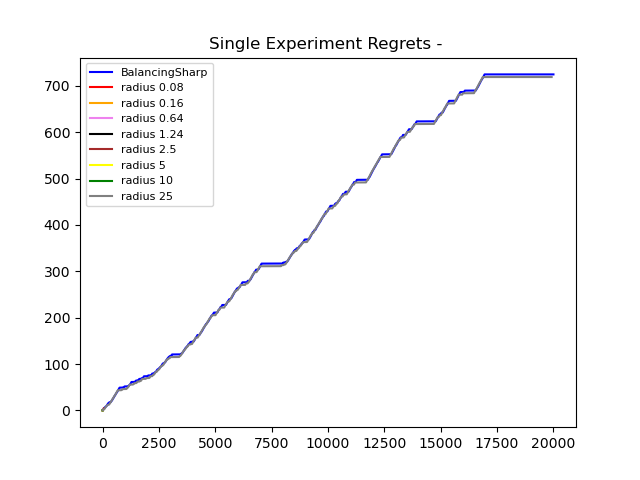 Single Experiment Regrets -
BalancingSharp
radius 0.08
radius 0.16
radius 0.64
radius 1.24
radius 2.5
radius 5
radius 10
radius 25
700
600
500
400
300
200
100
0
0 2500 5000 7500 10000 12500 15000 17500 20000